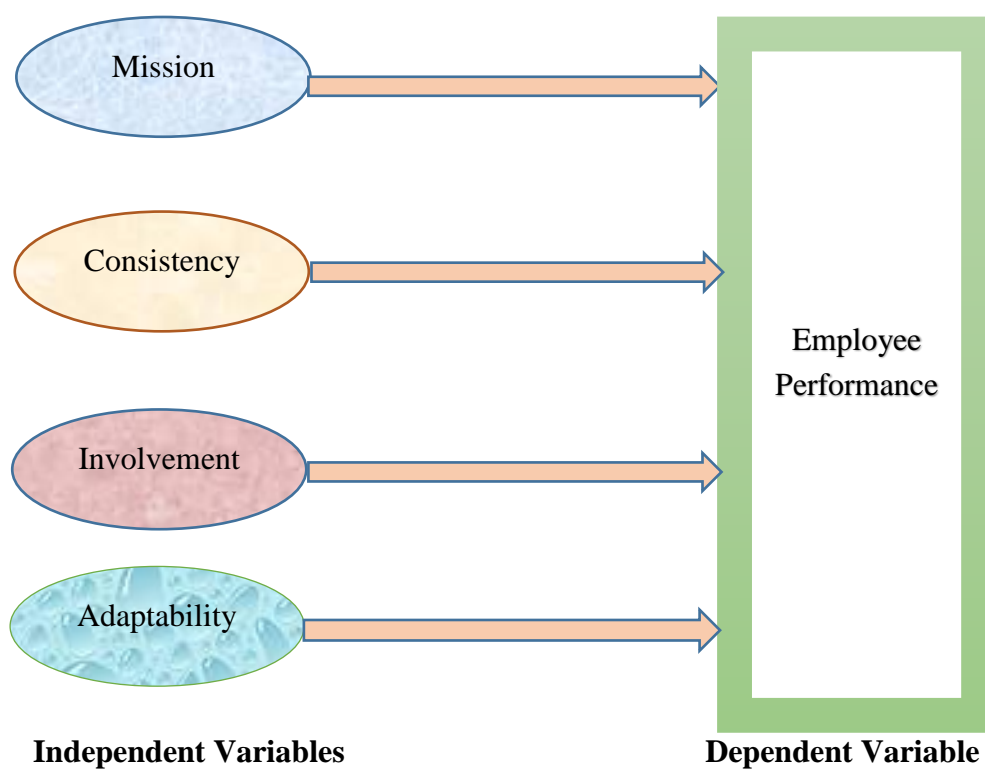 Mission
Consistency
Employee
Performance
Involvement
Adaptability
Independent Variables
Dependent Variable